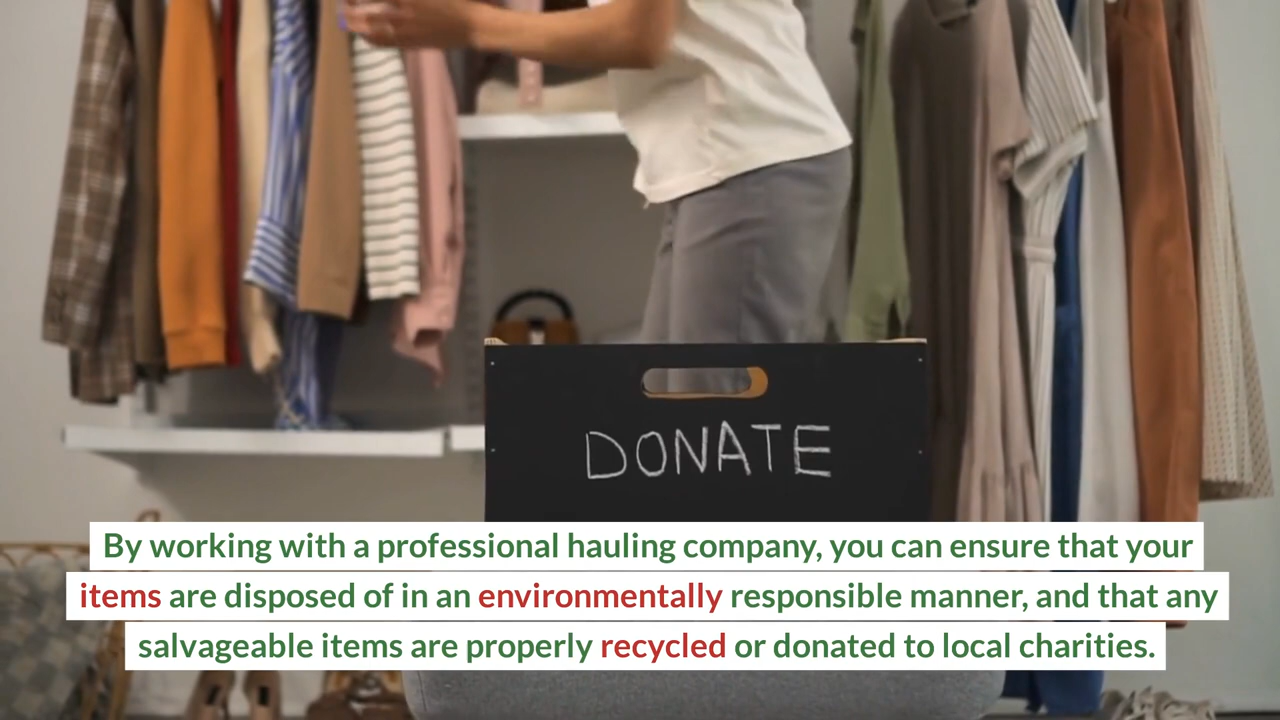 DONATE
By working with a professional hauling company, you can ensure that your
items are disposed of in an environmentally responsible manner, and that any
salvageable items are properly recycled or donated to local charities.